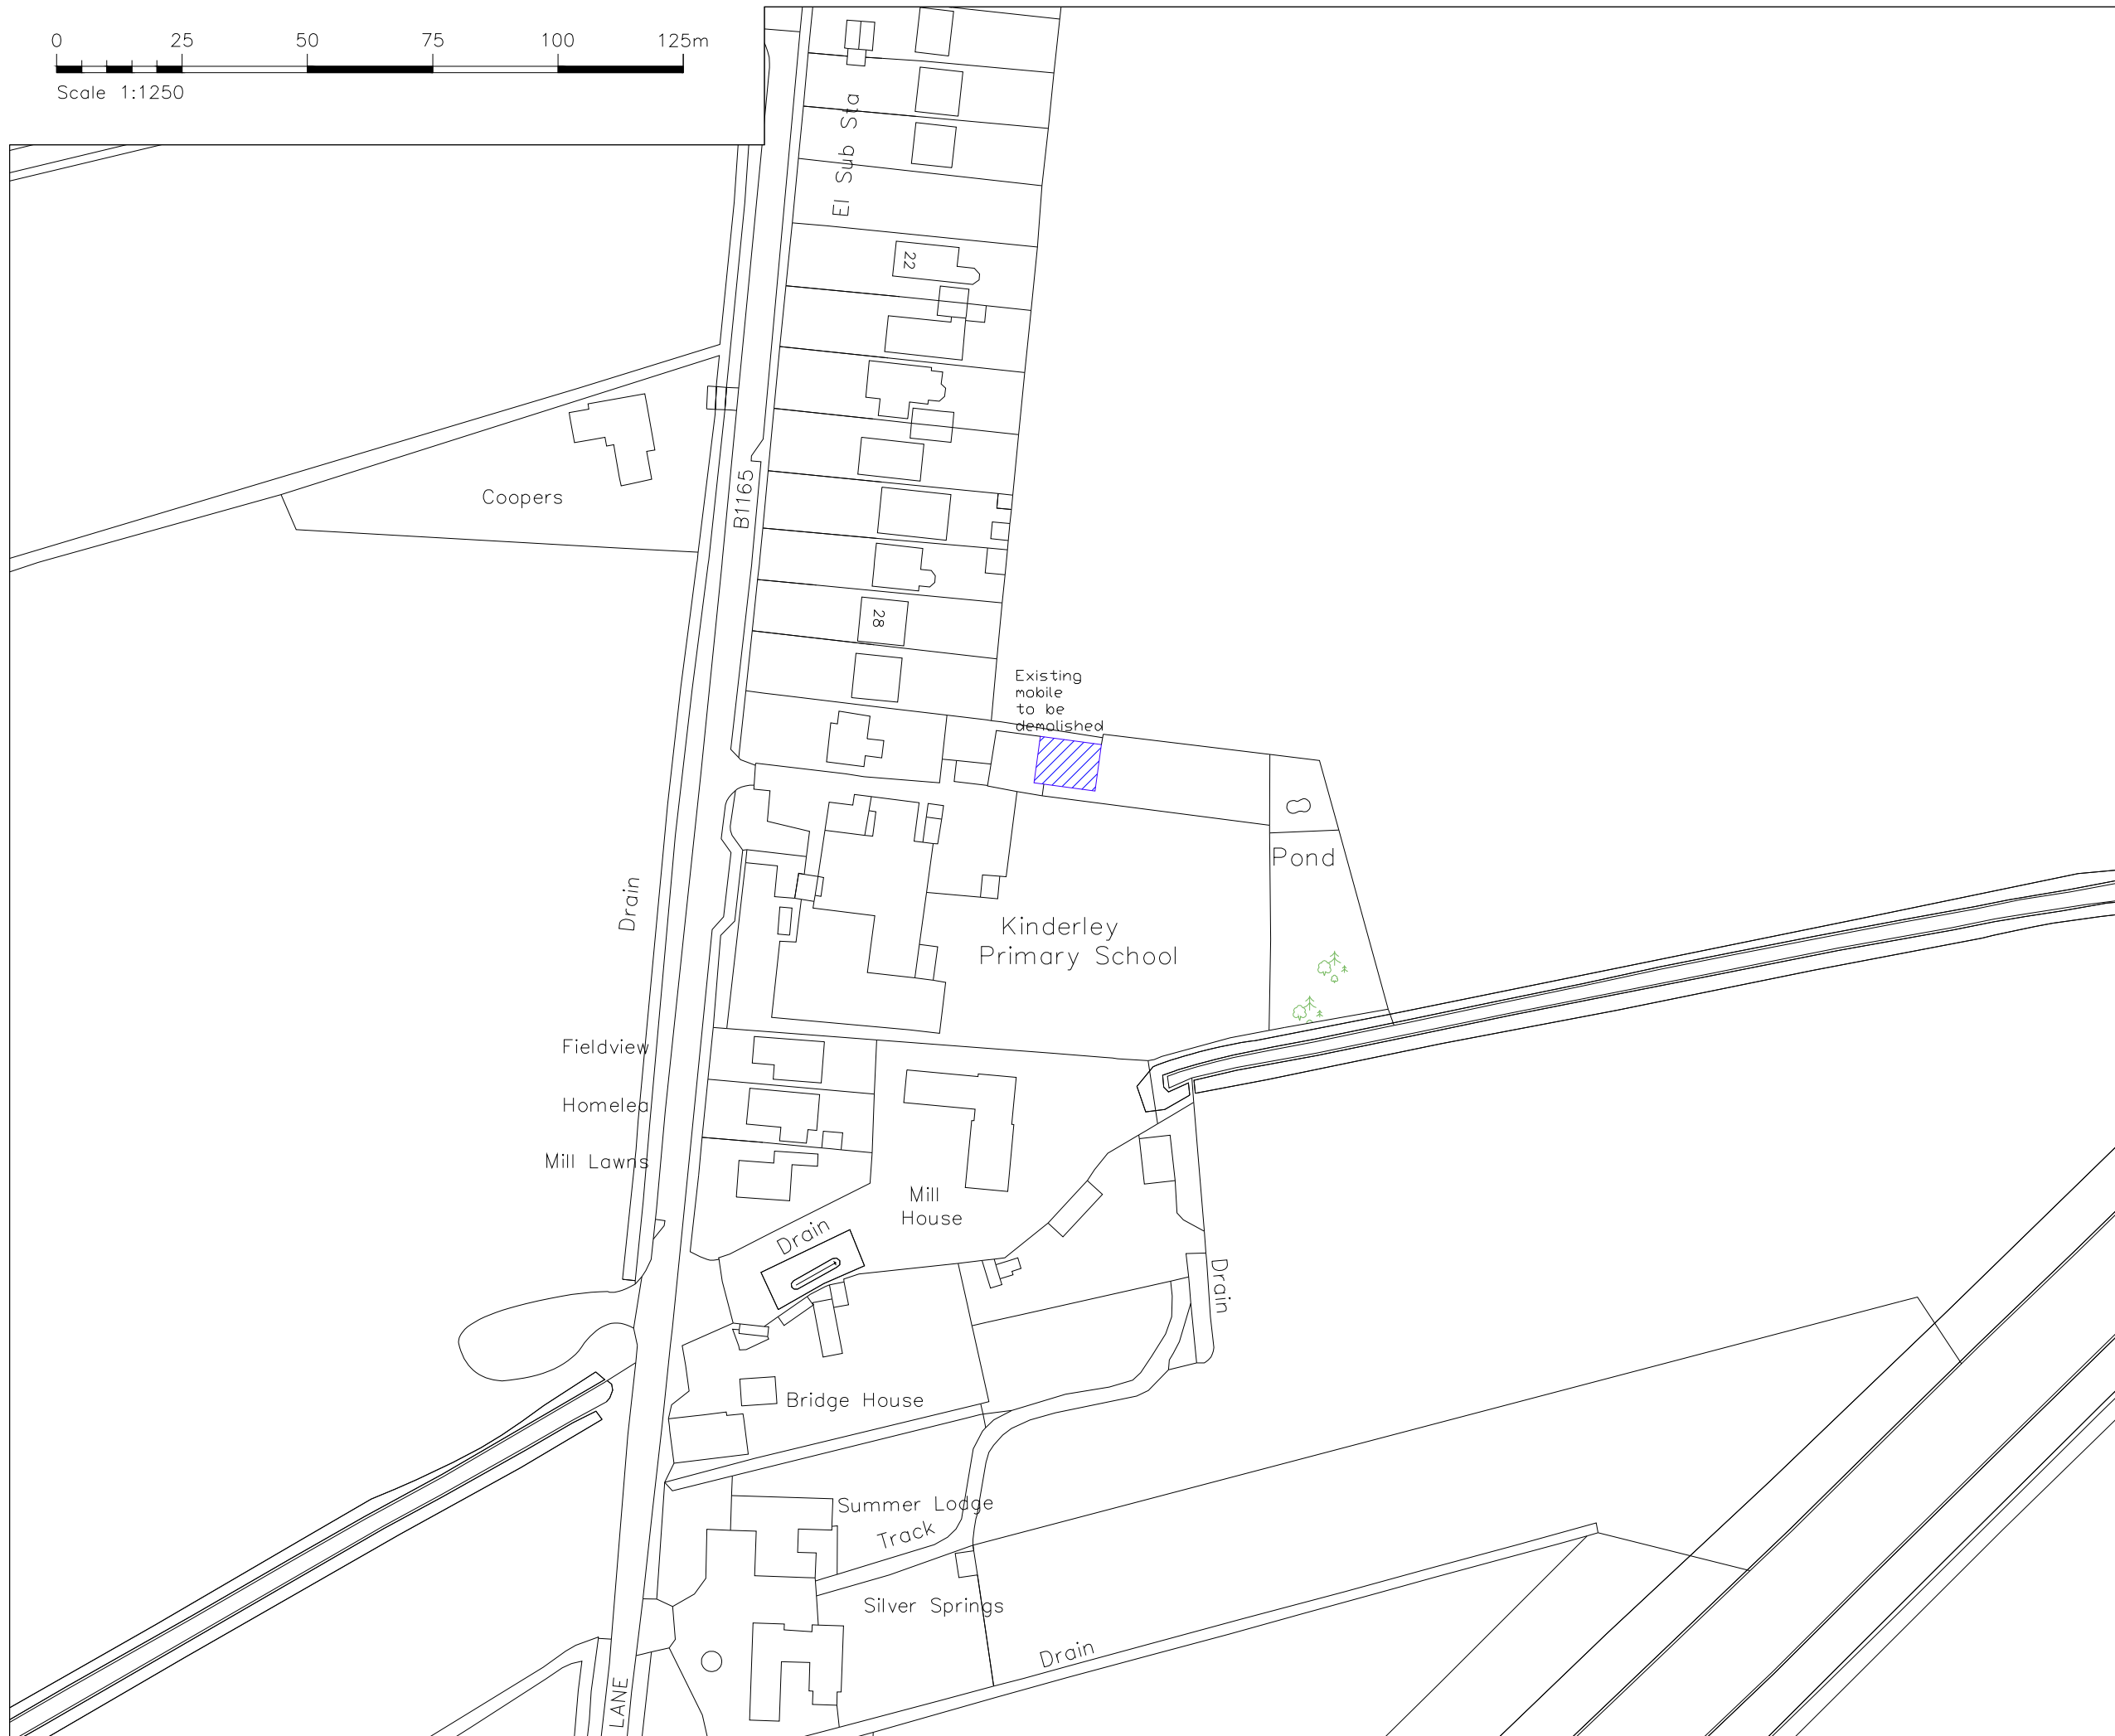 0 25 50 75 100 125m
Scale 1:1250
El Sub Sta
22
Coopers
B1165
28
Existing
mobile
to be
demolished
Pond
Drain
Kinderley
Primary School
Fieldview
Homelea
Mill Lawns
Mill
House
Drain
Drain
Bridge House
Summer Lodge
Track
Silver Springs
Drain
LANE